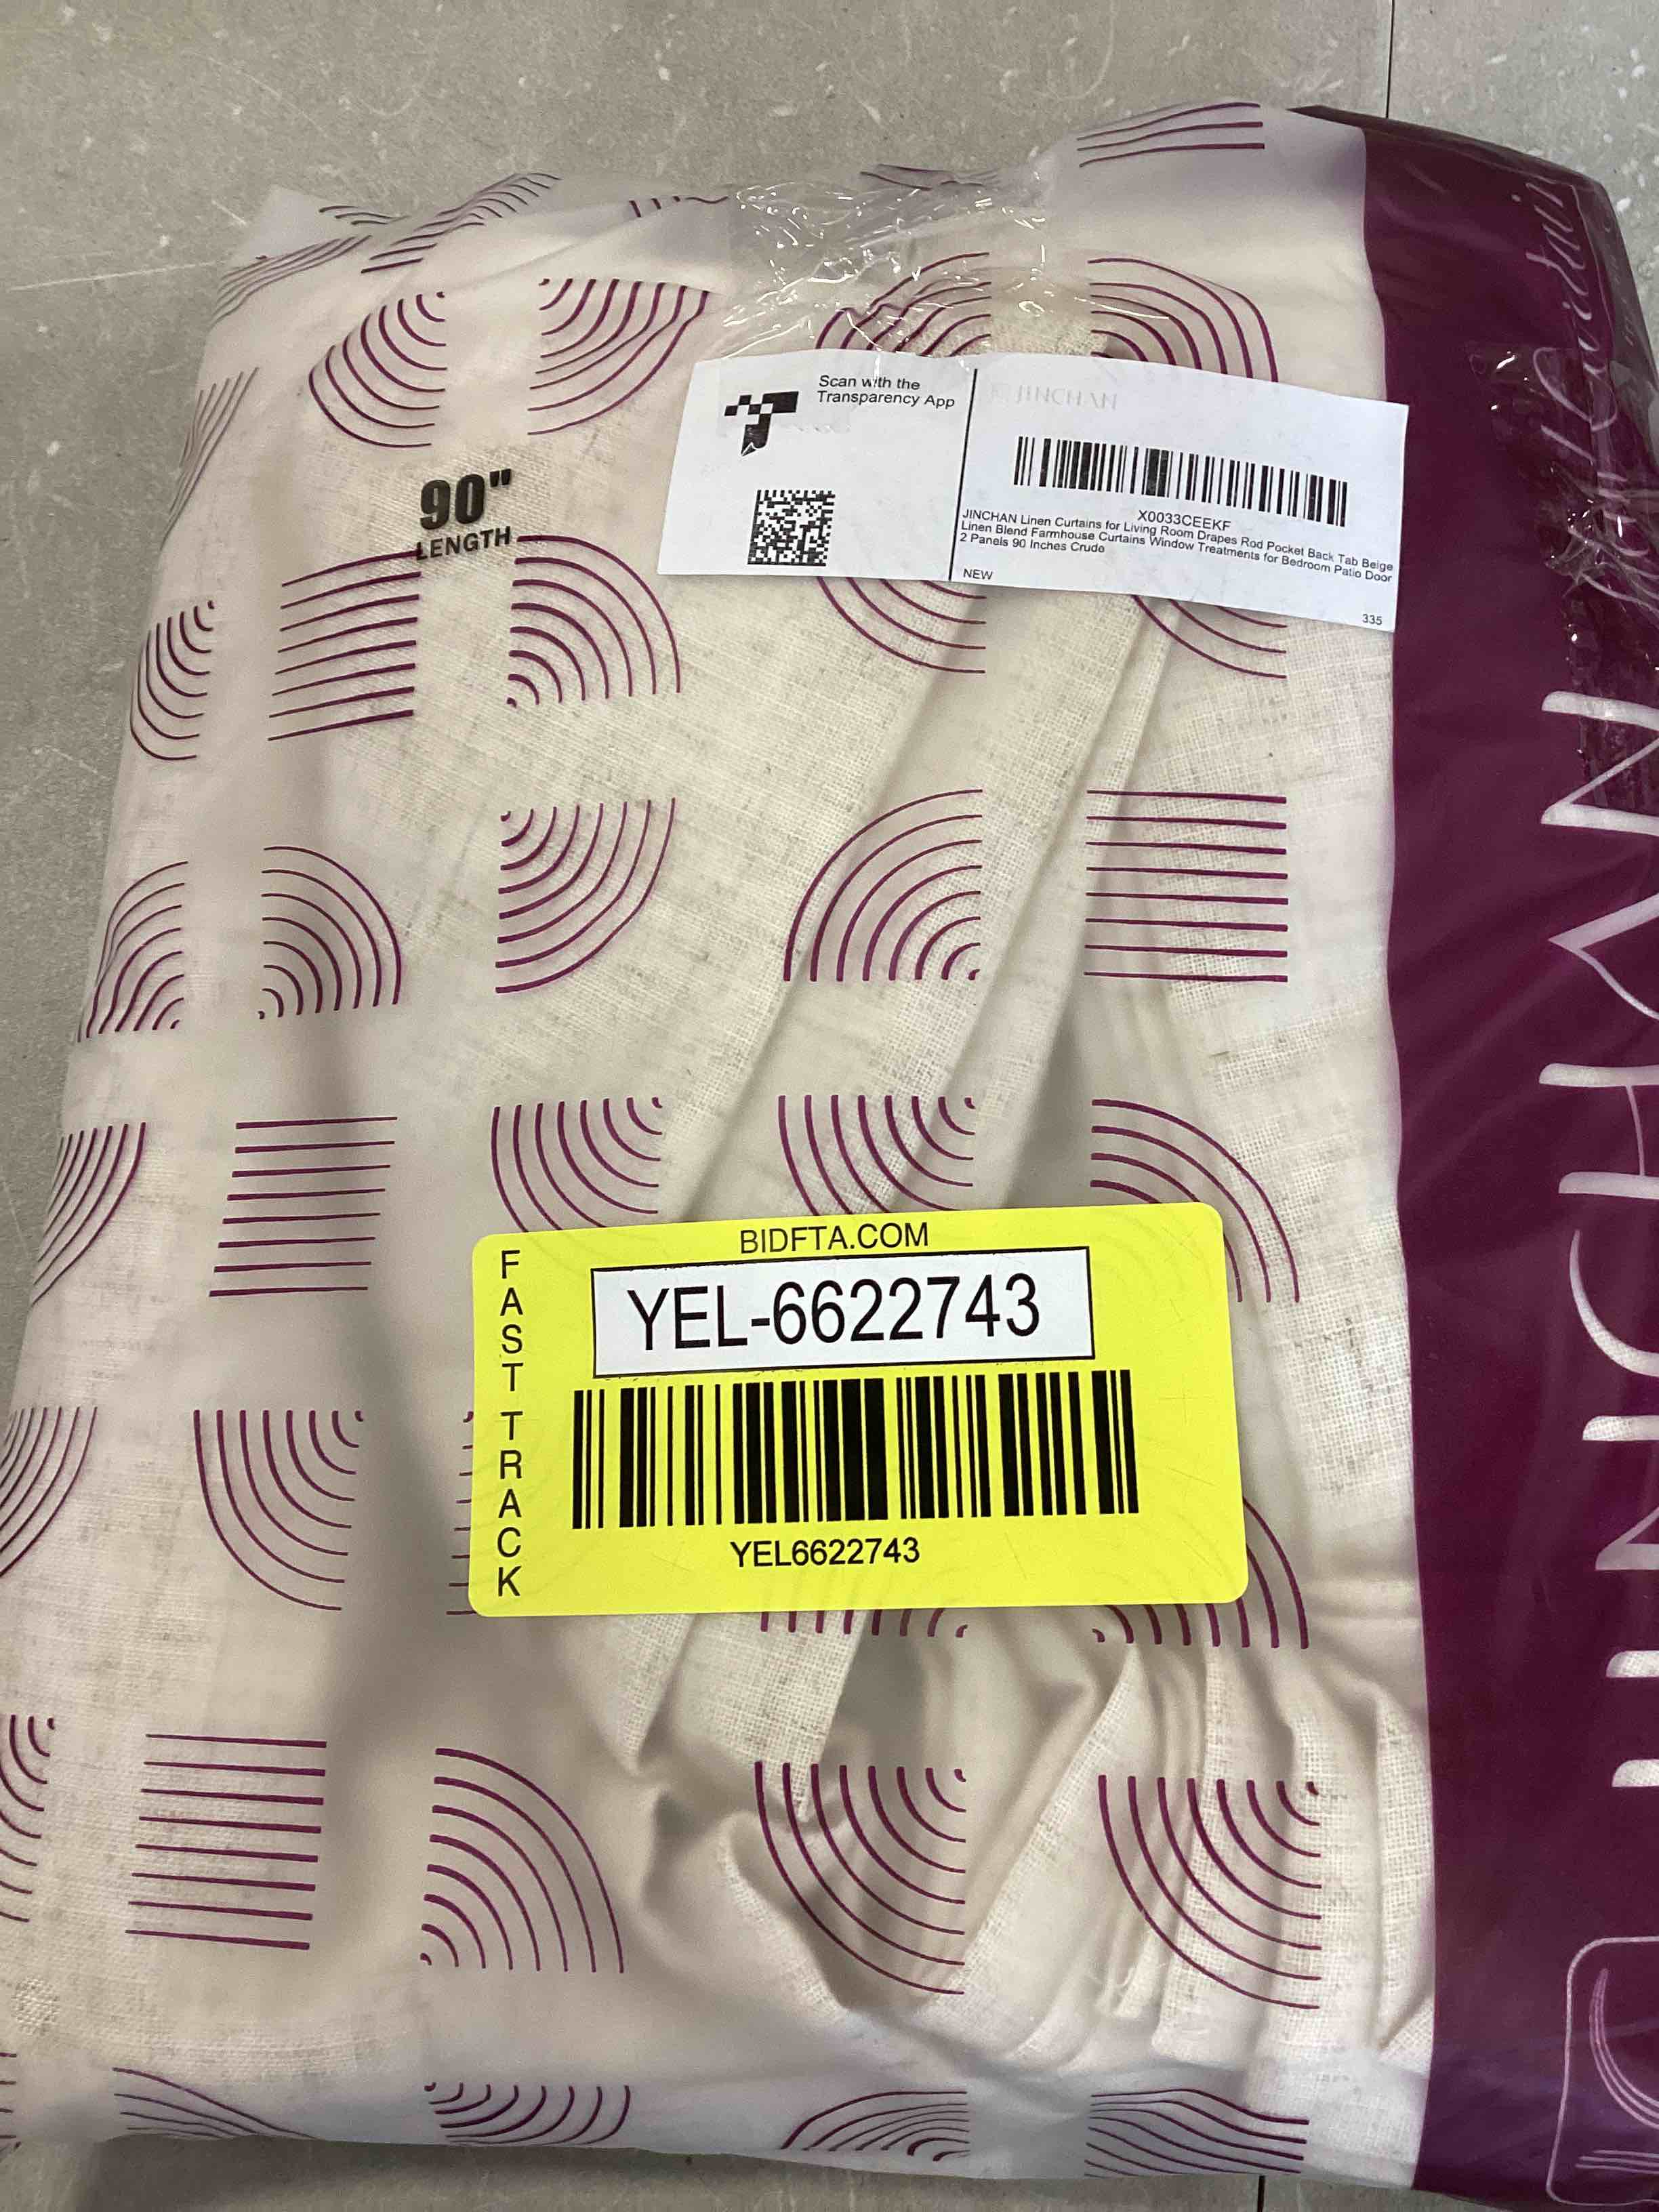 Scan with the
Transparency App
JINCHAN
X0033CEEKF
JINCHAN Linen Curtains for Living Room Drapes Rod Pocket Back Tab Beige
Linen Blend Farmhouse Curtains Window Treatments for Bedroom Patio Door
2 Panels 90 Inches Crude
NEW
335
90"
LENGTH
JINCHAN
BIDFTA.COM
FAST TRACK
YEL-6622743
YEL6622743